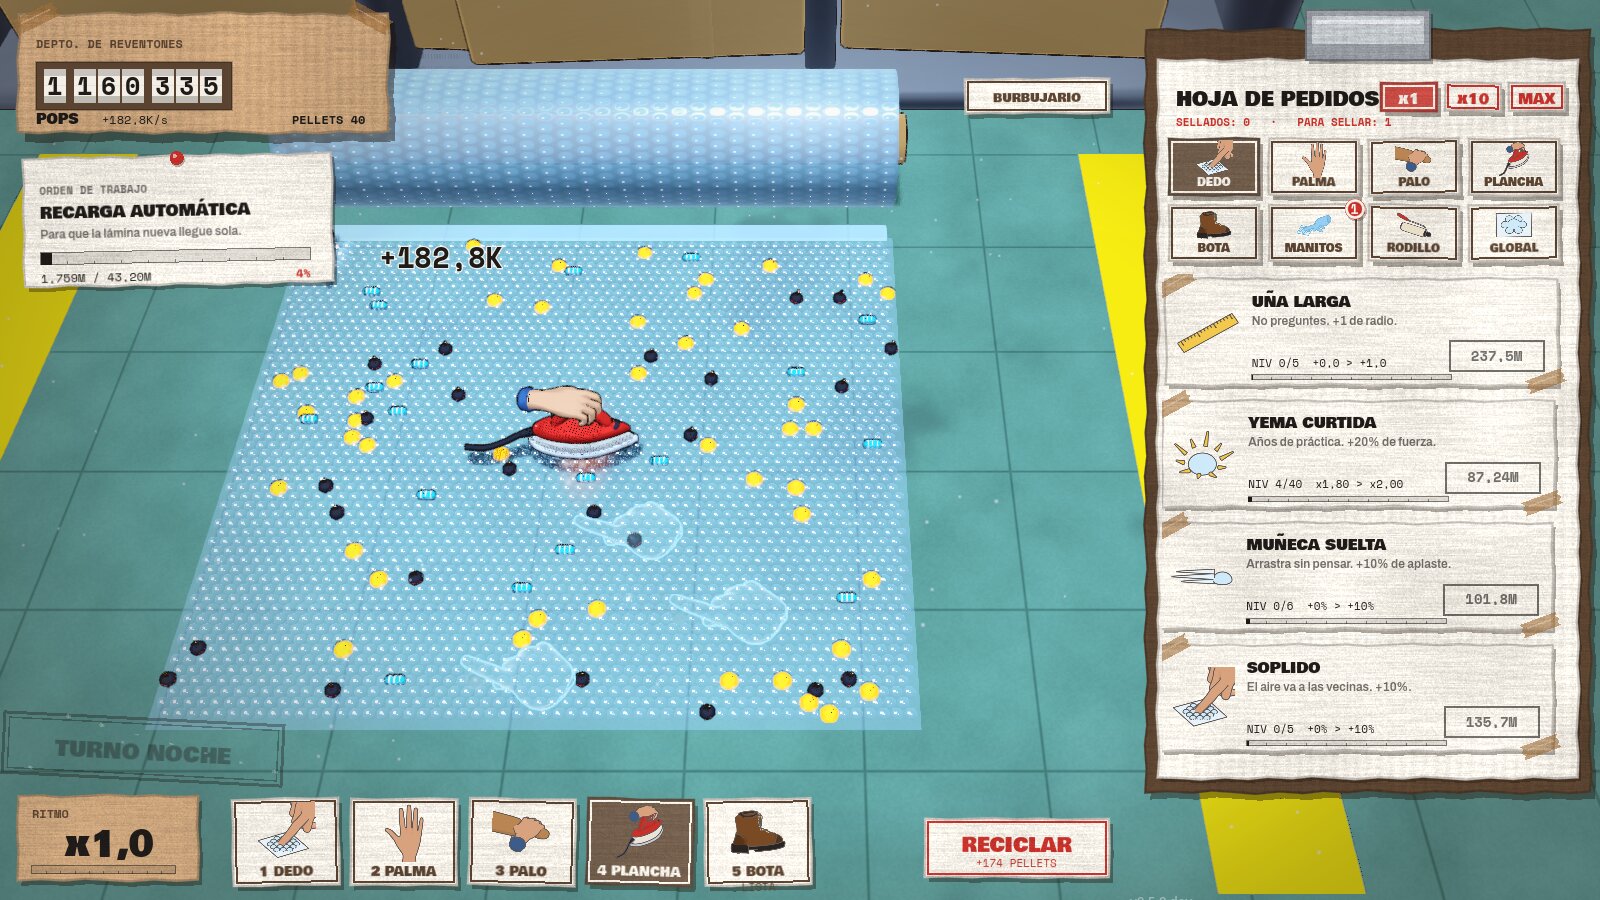 DEPTO. DE REVENTONES
1 160 335
POPS +182,8K/s PELLETS 40
ORDEN DE TRABAJO
RECARGA AUTOMÁTICA
Para que la lámina nueva llegue sola.
1,759M / 43,20M 4%
+182,8K
BURBUJARIO
HOJA DE PEDIDOS x1 x10 MAX
SELLADOS: 0 · PARA SELLAR: 1
DEDO PALMA PALO PLANCHA
1
BOTA MANITOS RODILLO GLOBAL
UÑA LARGA
No preguntes. +1 de radio.
NIV 0/5 +0,0 > +1,0 237,5M
YEMA CURTIDA
Años de práctica. +20% de fuerza.
NIV 4/40 x1,80 > x2,00 87,24M
MUÑECA SUELTA
Arrastra sin pensar. +10% de aplaste.
NIV 0/6 +0% > +10% 101,8M
SOPLIDO
El aire va a las vecinas. +10%.
NIV 0/5 +0% > +10% 135,7M
TURNO NOCHE
RITMO
x1,0
1 DEDO 2 PALMA 3 PALO 4 PLANCHA 5 BOTA
LISTA
RECICLAR
+174 PELLETS